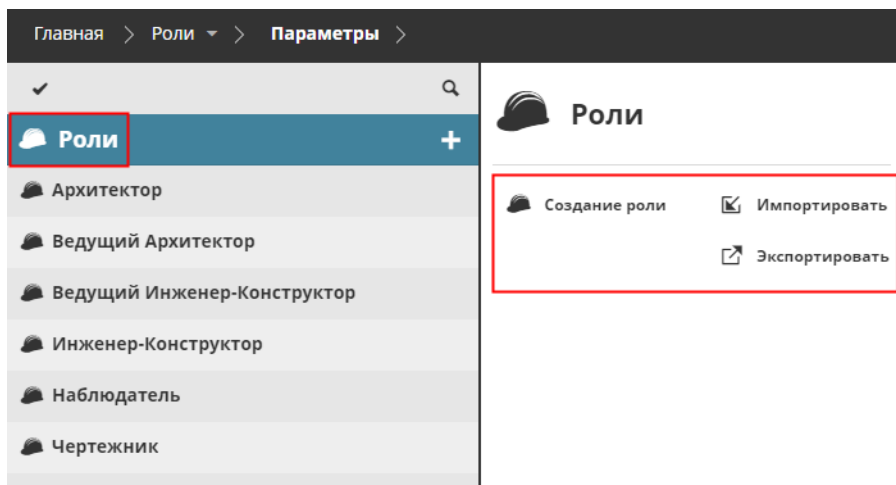 Главная > Роли > Параметры >
Роли
Архитектор
Ведущий Архитектор
Ведущий Инженер-Конструктор
Инженер-Конструктор
Наблюдатель
Чертежник
Роли
Создание роли
Импортировать
Экспортировать